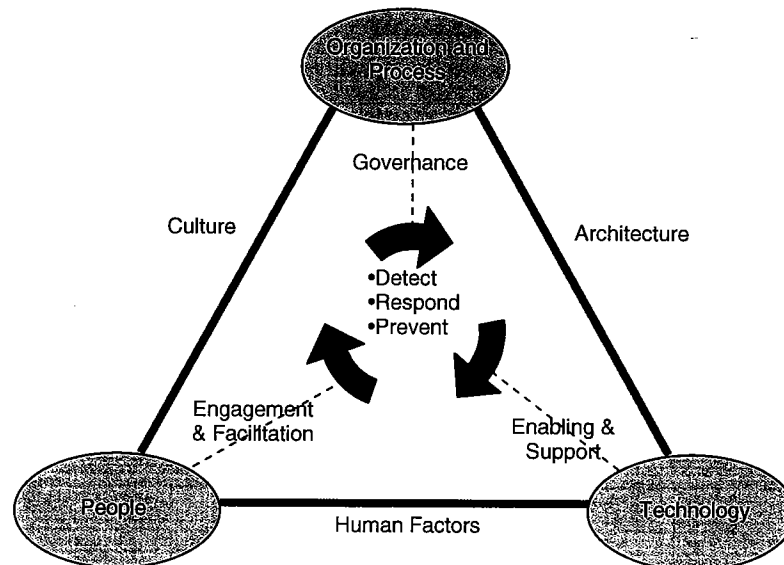 Organization and
Process
Governance
Culture
Architecture
•Detect
•Respond
•Prevent
Engagement
& Facilitation
Enabling &
Support
People
Technology
Human Factors